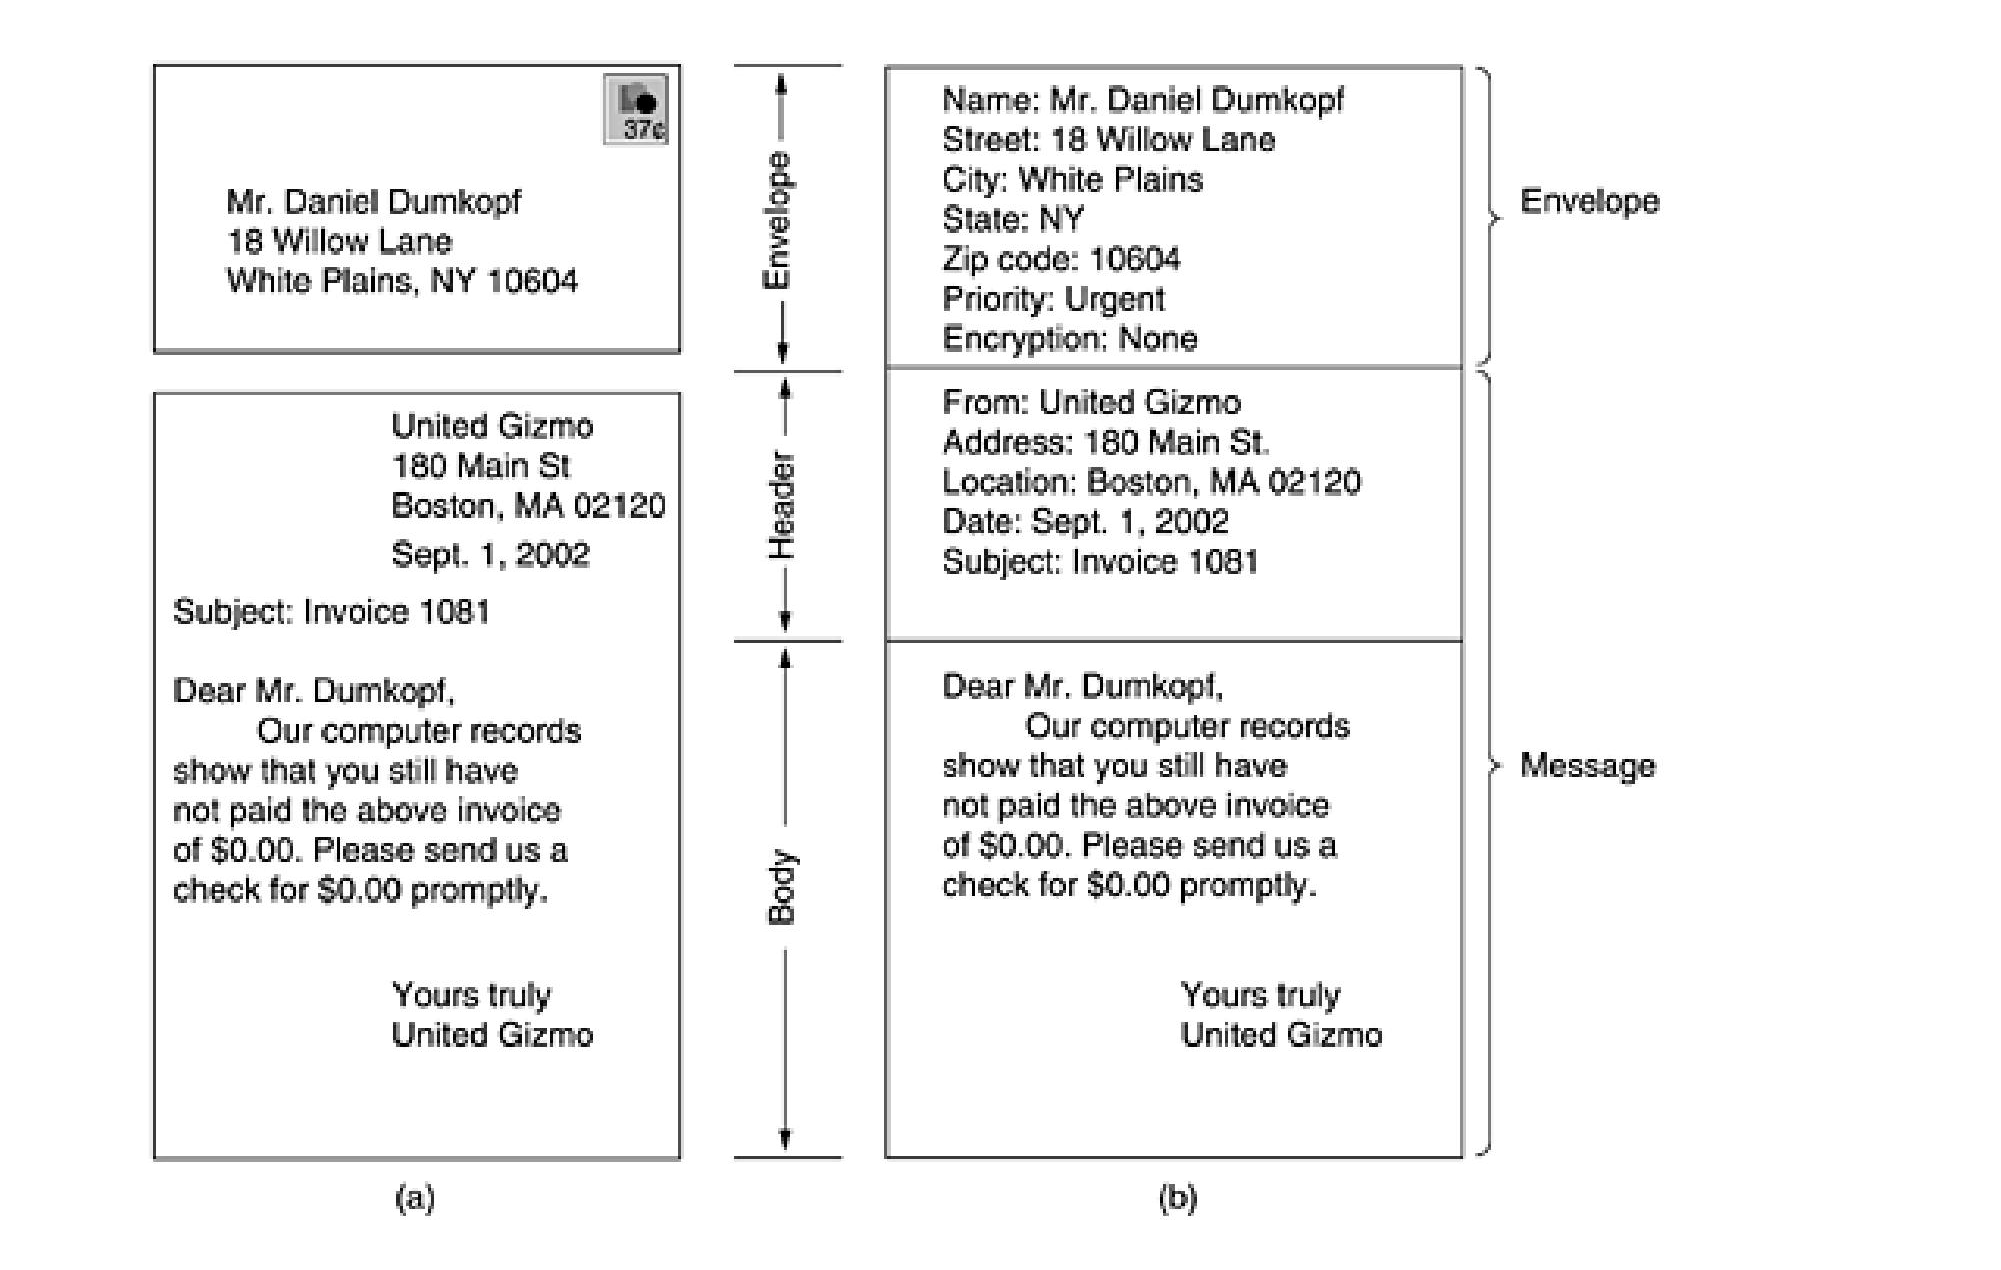 37¢
Mr. Daniel Dumkopf
18 Willow Lane
White Plains, NY 10604
United Gizmo
180 Main St
Boston, MA 02120
Sept. 1, 2002
Subject: Invoice 1081
Dear Mr. Dumkopf,
Our computer records
show that you still have
not paid the above invoice
of $0.00. Please send us a
check for $0.00 promptly.
Yours truly
United Gizmo
(a)
Envelope
Header
Body
Name: Mr. Daniel Dumkopf
Street: 18 Willow Lane
City: White Plains
State: NY
Zip code: 10604
Priority: Urgent
Encryption: None
From: United Gizmo
Address: 180 Main St.
Location: Boston, MA 02120
Date: Sept. 1, 2002
Subject: Invoice 1081
Dear Mr. Dumkopf,
Our computer records
show that you still have
not paid the above invoice
of $0.00. Please send us a
check for $0.00 promptly.
Yours truly
United Gizmo
(b)
Envelope
Message